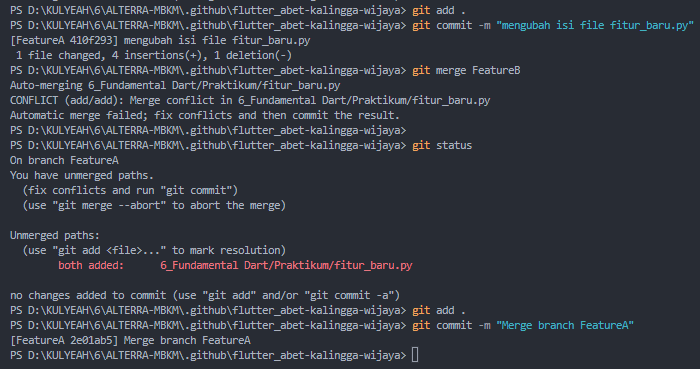 PS D:\KULYEAH\6\ALTERRA-MBKM\.github\flutter_abet-kalingga-wijaya> git add .
PS D:\KULYEAH\6\ALTERRA-MBKM\.github\flutter_abet-kalingga-wijaya> git commit -m "mengubah isi file fitur_baru.py"
[FeatureA 410f293] mengubah isi file fitur_baru.py
 1 file changed, 4 insertions(+), 1 deletion(-)
PS D:\KULYEAH\6\ALTERRA-MBKM\.github\flutter_abet-kalingga-wijaya> git merge FeatureB
Auto-merging 6_Fundamental Dart/Praktikum/fitur_baru.py
CONFLICT (add/add): Merge conflict in 6_Fundamental Dart/Praktikum/fitur_baru.py
Automatic merge failed; fix conflicts and then commit the result.
PS D:\KULYEAH\6\ALTERRA-MBKM\.github\flutter_abet-kalingga-wijaya>
PS D:\KULYEAH\6\ALTERRA-MBKM\.github\flutter_abet-kalingga-wijaya> git status
On branch FeatureA
You have unmerged paths.
  (fix conflicts and run "git commit")
  (use "git merge --abort" to abort the merge)

Unmerged paths:
  (use "git add <file>..." to mark resolution)
        both added:      6_Fundamental Dart/Praktikum/fitur_baru.py

no changes added to commit (use "git add" and/or "git commit -a")
PS D:\KULYEAH\6\ALTERRA-MBKM\.github\flutter_abet-kalingga-wijaya> git add .
PS D:\KULYEAH\6\ALTERRA-MBKM\.github\flutter_abet-kalingga-wijaya> git commit -m "Merge branch FeatureA"
[FeatureA 2e01ab5] Merge branch FeatureA
PS D:\KULYEAH\6\ALTERRA-MBKM\.github\flutter_abet-kalingga-wijaya>